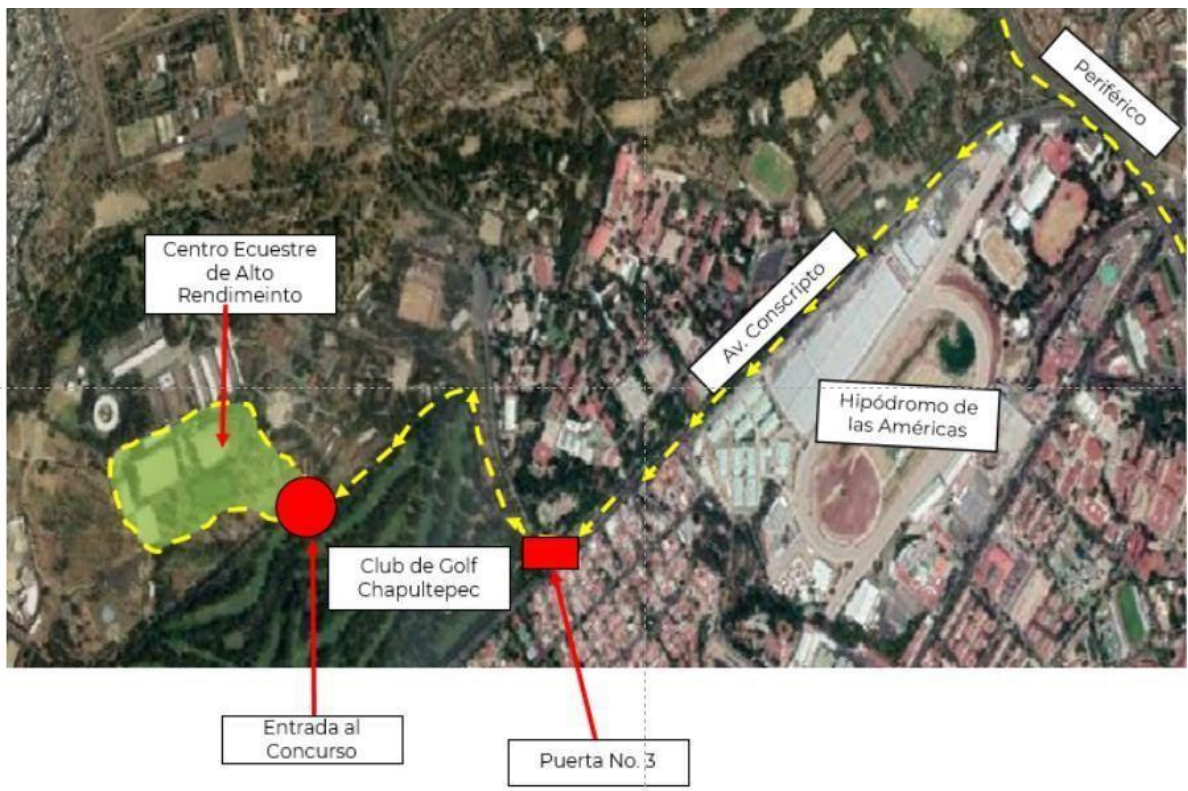 Periférico
Centro Ecuestre
de Alto
Rendimeinto
Av. Conscripto
Hipódromo de
las Américas
Club de Golf
Chapultepec
Entrada al
Concurso
Puerta No. 3